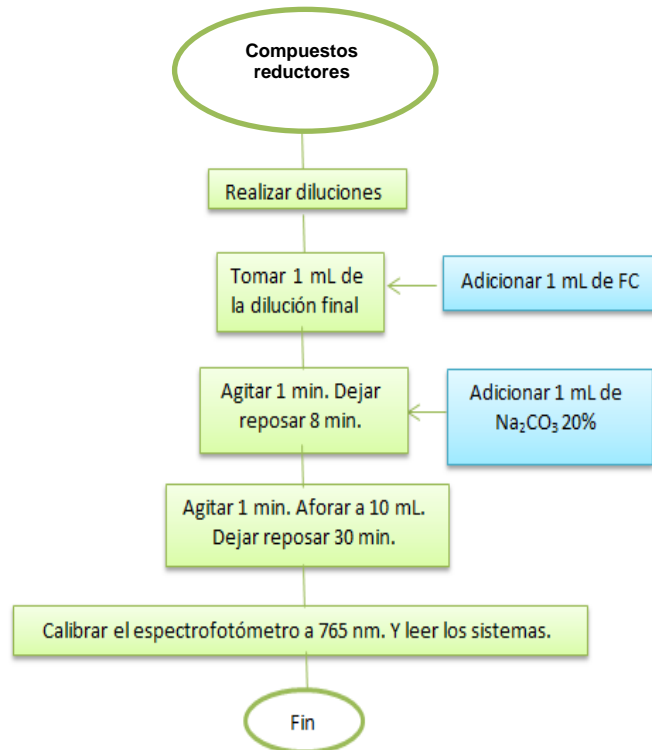 Compuestos
reductores
Realizar diluciones
Tomar 1 mL de
la dilución final
Adicionar 1 mL de FC
Agitar 1 min. Dejar
reposar 8 min.
Adicionar 1 mL de
Na₂CO₃ 20%
Agitar 1 min. Aforar a 10 mL.
Dejar reposar 30 min.
Calibrar el espectrofotómetro a 765 nm. Y leer los sistemas.
Fin